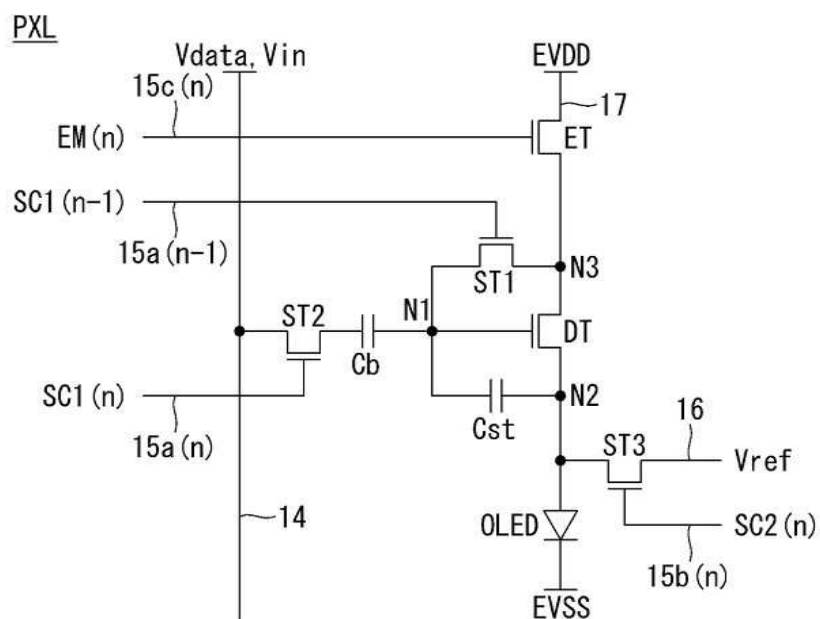 PXL
Vdata, Vin
EVDD
15c(n)
17
EM(n)
ET
SC1(n-1)
15a(n-1)
ST1
N3
ST2
N1
DT
Cb
SC1(n)
N2
Cst
15a(n)
ST3
16
Vref
14
OLED
SC2(n)
15b(n)
EVSS